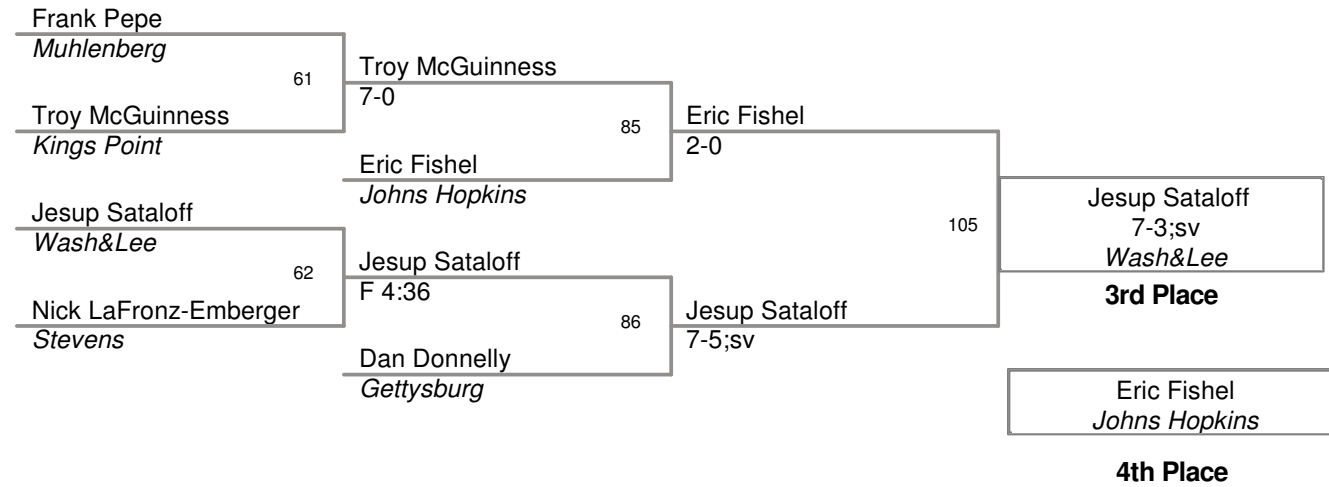 Frank Pepe
Muhlenberg
61
Troy McGuinness
7-0
Troy McGuinness
Kings Point
85
Eric Fishel
2-0
Eric Fishel
Johns Hopkins
Jesup Sataloff
Wash&Lee
62
Jesup Sataloff
F 4:36
Nick LaFronz-Emberger
Stevens
86
Jesup Sataloff
7-5;sv
Dan Donnelly
Gettysburg
105
Jesup Sataloff
7-3;sv
Wash&Lee
3rd Place
Eric Fishel
Johns Hopkins
4th Place